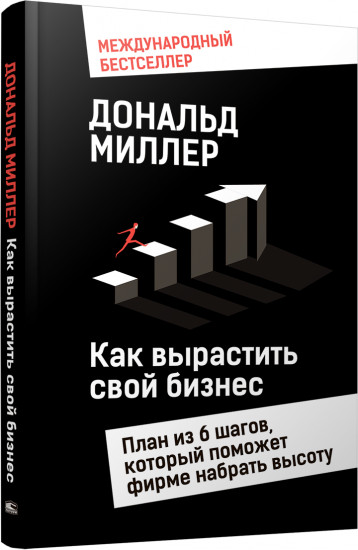 МЕЖДУНАРОДНЫЙ
БЕСТСЕЛЛЕР
ДОНАЛЬД
МИЛЛЕР
Как вырастить
свой бизнес
План из 6 шагов,
который поможет
фирме набрать высоту
ДОНАЛЬД МИЛЛЕР Как вырастить свой бизнес